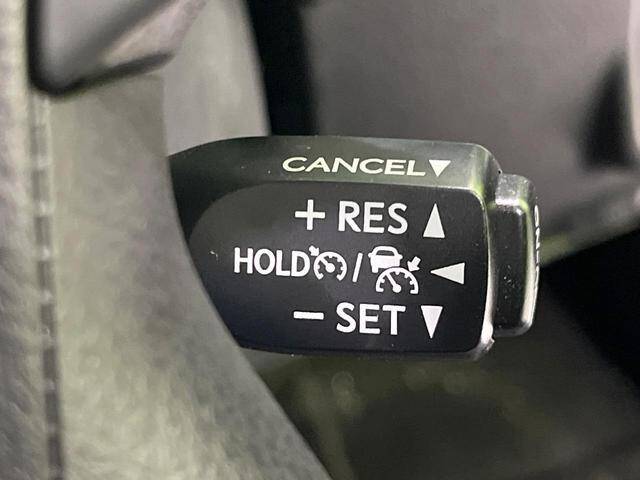 CANCEL▼
+ RES ▲
HOLD / ◀
− SET ▼